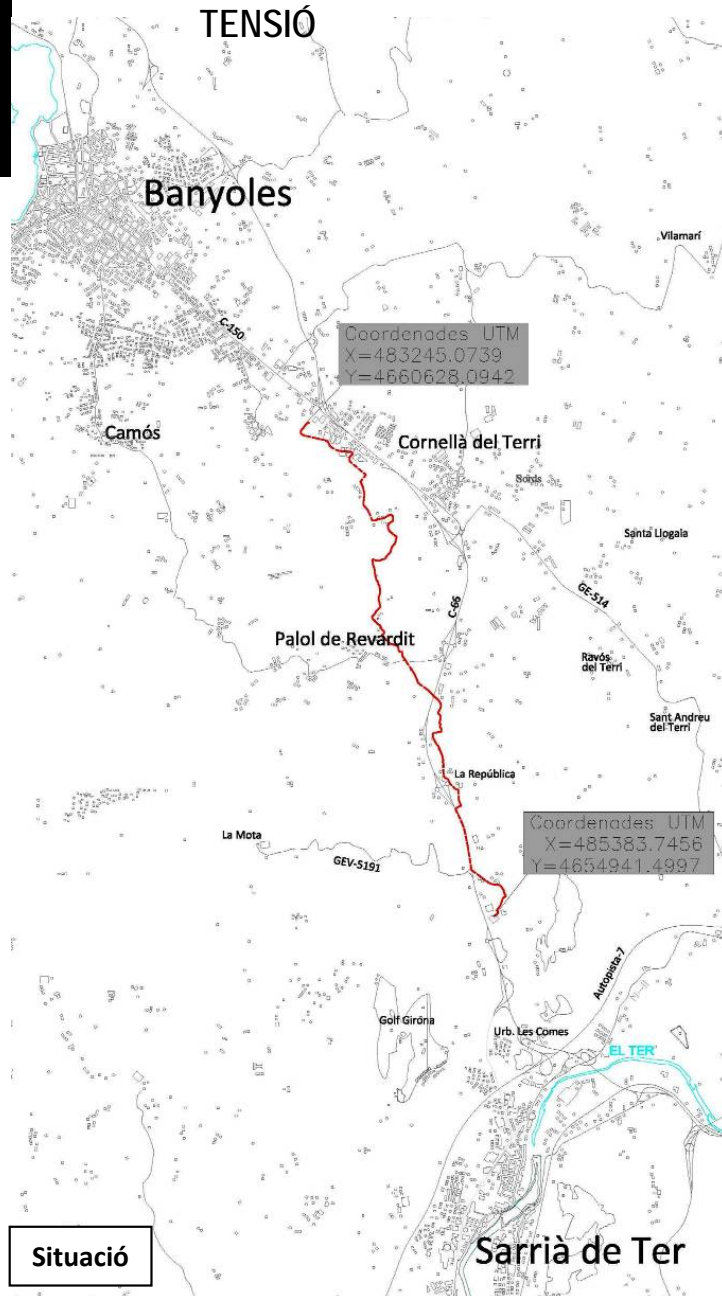 TENSIÓ
Banyoles
Vilamarí
C-150
Coordenades UTM
X=483245.0739
Y=4660628.0942
Camós
Cornellà del Terri
Sords
Santa Llogaia
GE-514
C-66
Palol de Revardit
Ravós
del Terri
Sant Andreu
del Terri
La República
Coordenades UTM
X=485383.7456
Y=4654941.4997
La Mota
GEV-5191
Autopista-7
N-II
Golf Girona
Urb. Les Comes
EL TER
Situació
Sarrià de Ter